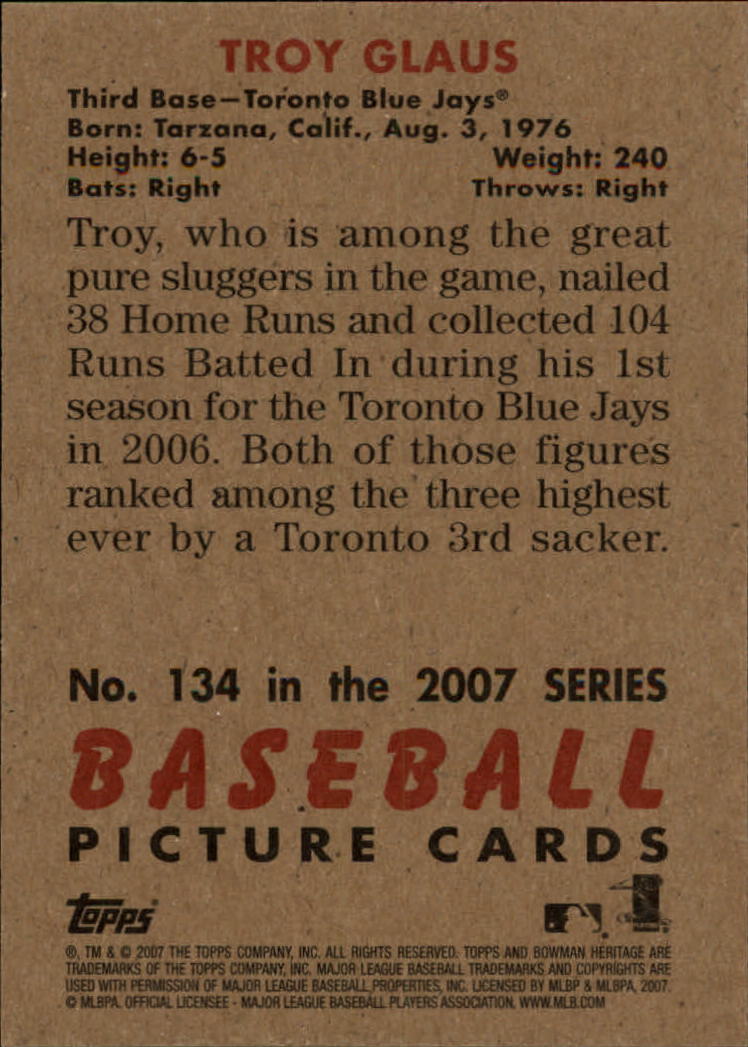 TROY GLAUS
Third Base—Toronto Blue Jays®
Born: Tarzana, Calif., Aug. 3, 1976
Height: 6-5 Weight: 240
Bats: Right Throws: Right
Troy, who is among the great
pure sluggers in the game, nailed
38 Home Runs and collected 104
Runs Batted In during his 1st
season for the Toronto Blue Jays
in 2006. Both of those figures
ranked among the three highest
ever by a Toronto 3rd sacker.
No. 134 in the 2007 SERIES
BASEBALL
PICTURE CARDS
topps
®, TM & © 2007 THE TOPPS COMPANY, INC. ALL RIGHTS RESERVED. TOPPS AND BOWMAN HERITAGE ARE
TRADEMARKS OF THE TOPPS COMPANY, INC. MAJOR LEAGUE BASEBALL TRADEMARKS AND COPYRIGHTS ARE
USED WITH PERMISSION OF MAJOR LEAGUE BASEBALL PROPERTIES, INC. LICENSED BY MLBP & MLBPA, 2007.
© MLBPA. OFFICIAL LICENSEE - MAJOR LEAGUE BASEBALL PLAYERS ASSOCIATION. WWW.MLB.COM